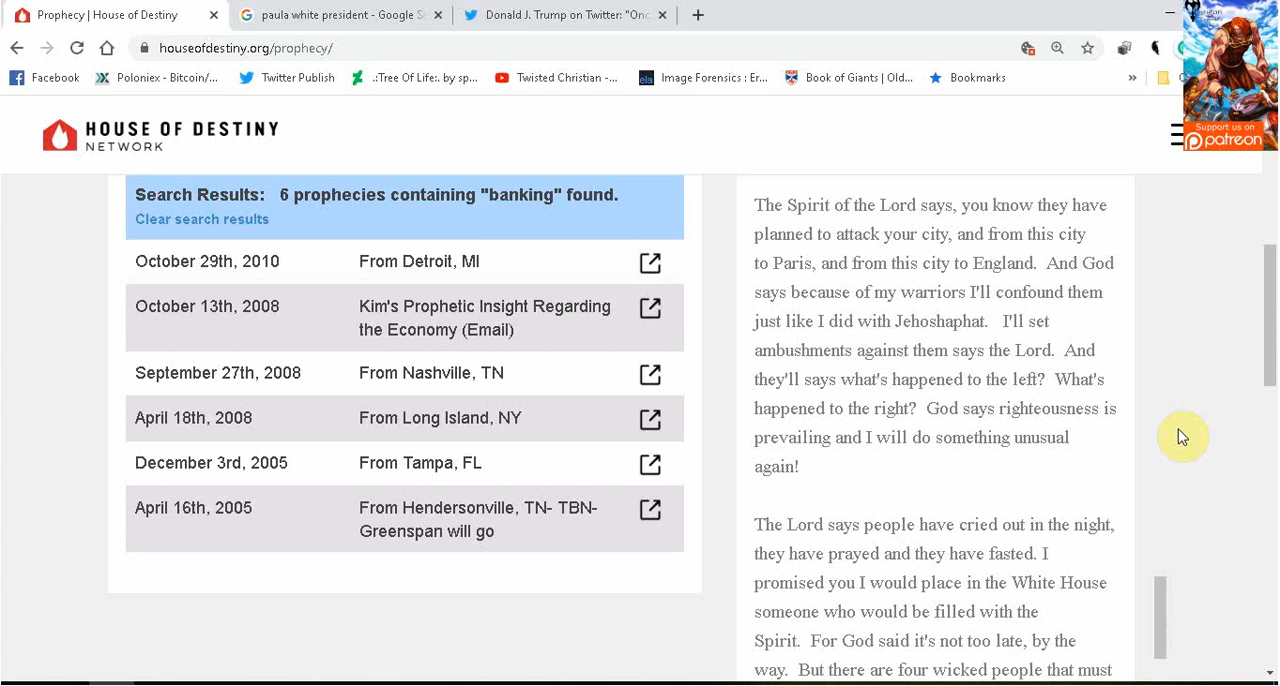 Prophecy | House of Destiny
paula white president - Google Se
Donald J. Trump on Twitter: "Onc
houseofdestiny.org/prophecy/
Facebook
Poloniex - Bitcoin/...
Twitter Publish
.:Tree Of Life:. by sp...
Twisted Christian -...
ela
Image Forensics : Er...
Book of Giants | Old...
Bookmarks
»
Support us on
patreon
HOUSE OF DESTINY
NETWORK
Search Results: 6 prophecies containing "banking" found.
Clear search results
October 29th, 2010 From Detroit, MI
October 13th, 2008 Kim's Prophetic Insight Regarding
the Economy (Email)
September 27th, 2008 From Nashville, TN
April 18th, 2008 From Long Island, NY
December 3rd, 2005 From Tampa, FL
April 16th, 2005 From Hendersonville, TN- TBN-
Greenspan will go
The Spirit of the Lord says, you know they have
planned to attack your city, and from this city
to Paris, and from this city to England. And God
says because of my warriors I'll confound them
just like I did with Jehoshaphat. I'll set
ambushments against them says the Lord. And
they'll says what's happened to the left? What's
happened to the right? God says righteousness is
prevailing and I will do something unusual
again!
The Lord says people have cried out in the night,
they have prayed and they have fasted. I
promised you I would place in the White House
someone who would be filled with the
Spirit. For God said it's not too late, by the
way. But there are four wicked people that must